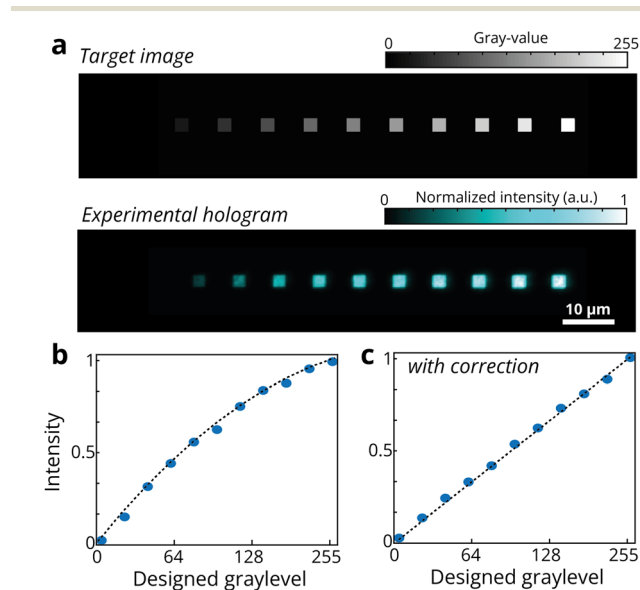 a
Target image
Gray-value
0
255
Experimental hologram
Normalized intensity (a.u.)
0
1
10 µm
b
1
0.5
0
Intensity
0 64 128 255
Designed graylevel
c
with correction
1
0.5
0
0 64 128 255
Designed graylevel